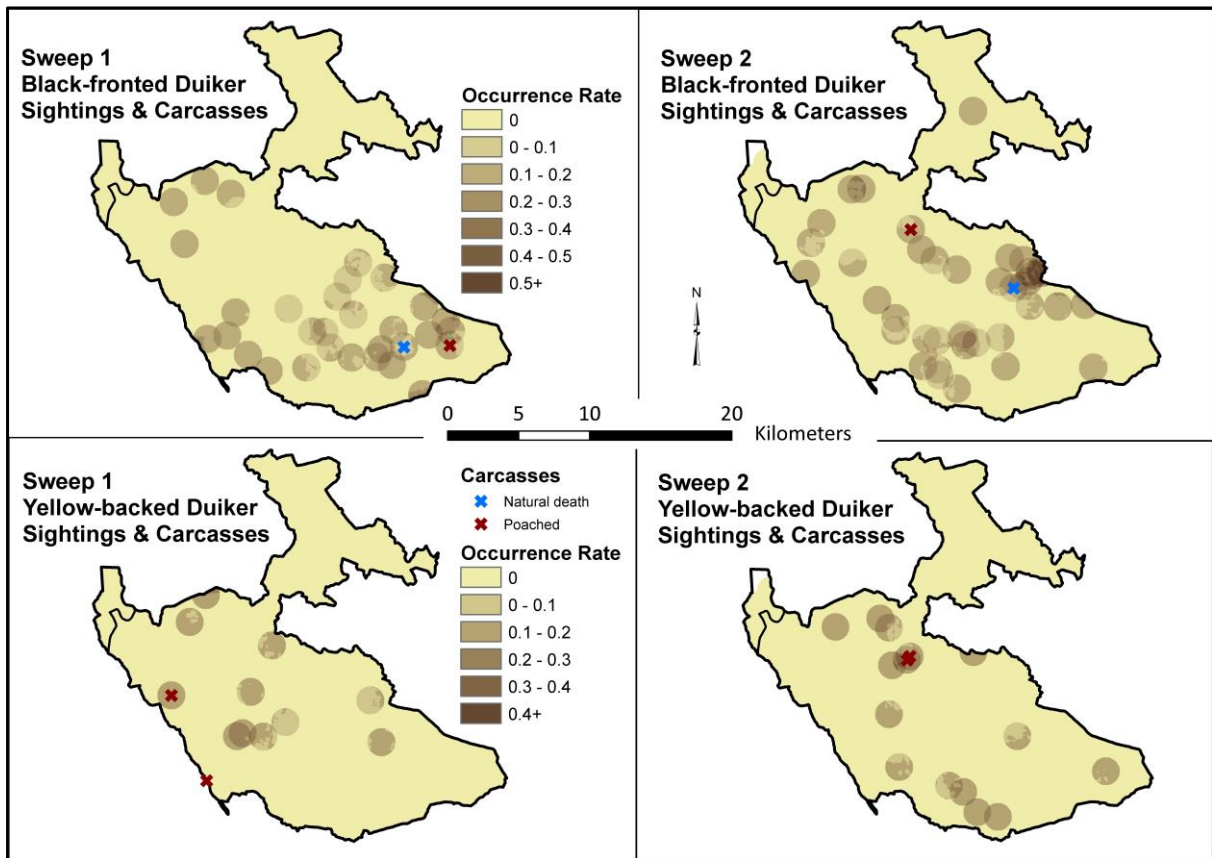 Sweep 1
Black-fronted Duiker
Sightings & Carcasses
Occurrence Rate
0
0 - 0.1
0.1 - 0.2
0.2 - 0.3
0.3 - 0.4
0.4 - 0.5
0.5+
Sweep 2
Black-fronted Duiker
Sightings & Carcasses
N
0 5 10 20
Kilometers
Sweep 1
Yellow-backed Duiker
Sightings & Carcasses
Carcasses
Natural death
Poached
Occurrence Rate
0
0 - 0.1
0.1 - 0.2
0.2 - 0.3
0.3 - 0.4
0.4+
Sweep 2
Yellow-backed Duiker
Sightings & Carcasses